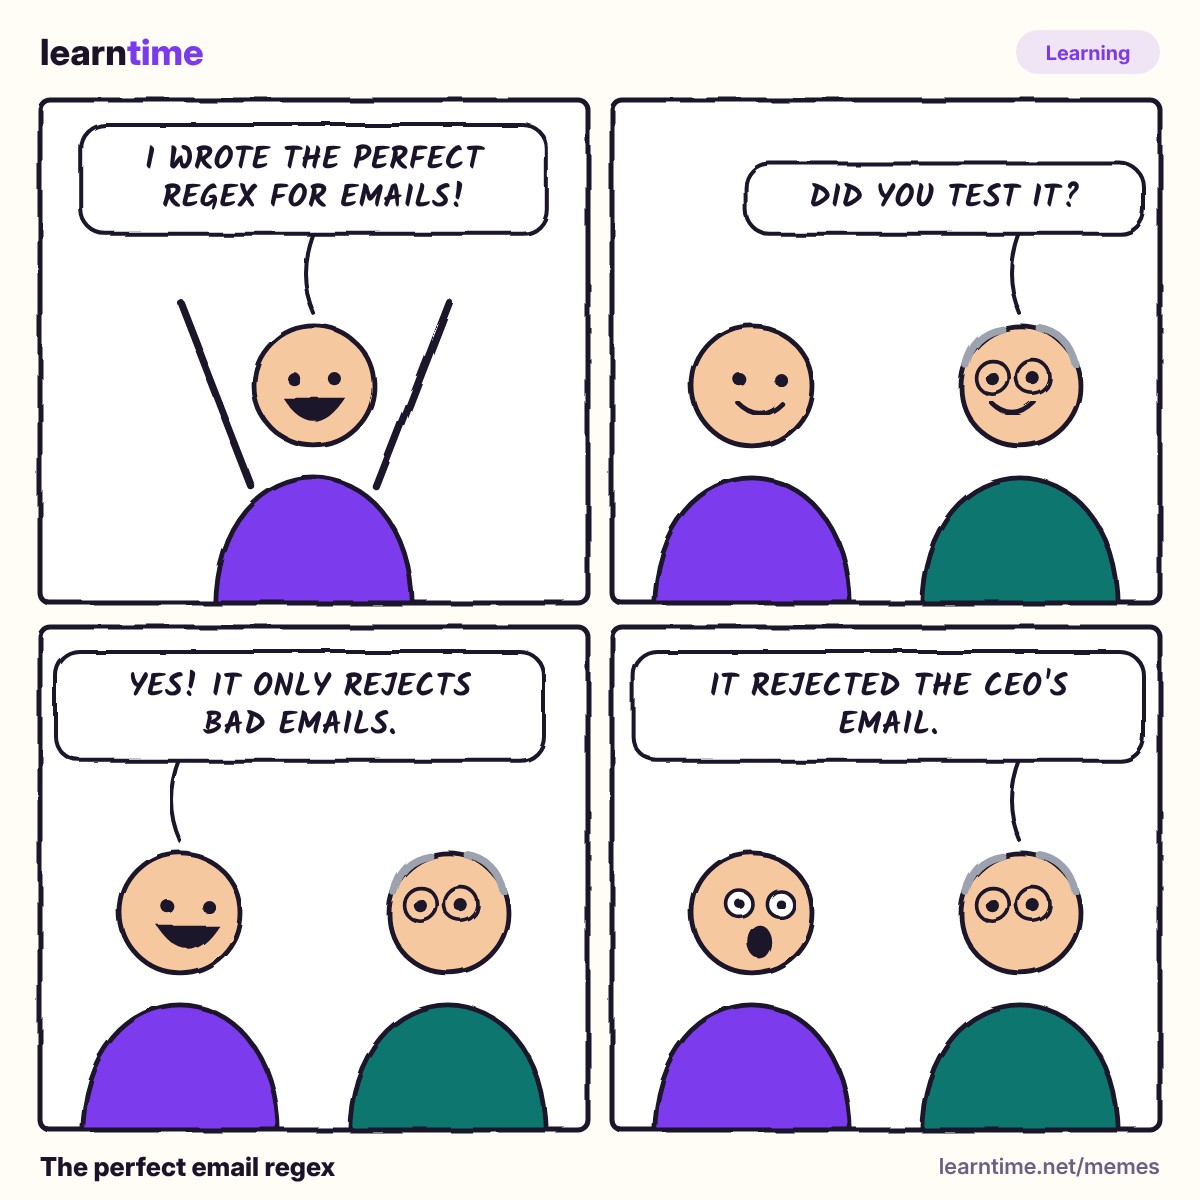 learntime
Learning
I WROTE THE PERFECT
REGEX FOR EMAILS!
DID YOU TEST IT?
YES! IT ONLY REJECTS
BAD EMAILS.
IT REJECTED THE CEO'S
EMAIL.
The perfect email regex
learntime.net/memes